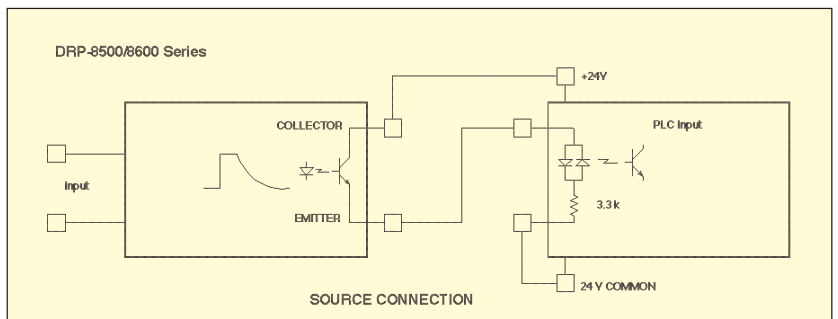 DRP-8500/8600 Series
+24V
COLLECTOR
PLC Input
Input
3.3 k
EMITTER
24 V COMMON
SOURCE CONNECTION